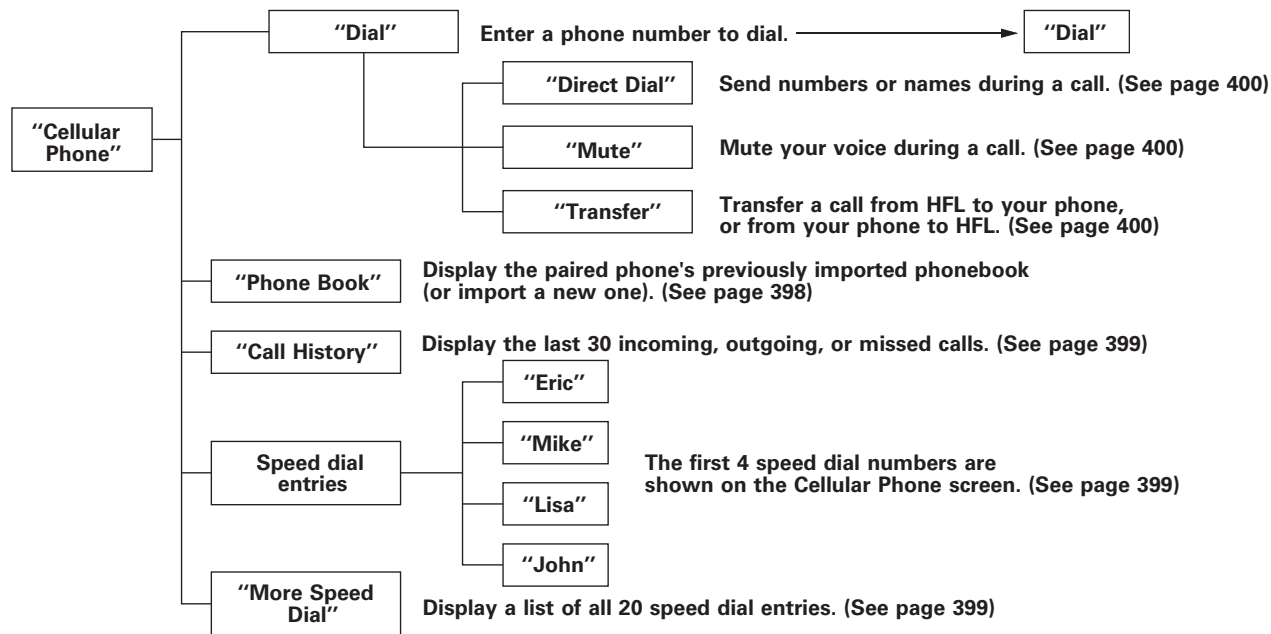 "Dial"
Enter a phone number to dial.
"Dial"
"Direct Dial"
Send numbers or names during a call. (See page 400)
"Cellular
Phone"
"Mute"
Mute your voice during a call. (See page 400)
"Transfer"
Transfer a call from HFL to your phone,
or from your phone to HFL. (See page 400)
"Phone Book"
Display the paired phone's previously imported phonebook
(or import a new one). (See page 398)
"Call History"
Display the last 30 incoming, outgoing, or missed calls. (See page 399)
Speed dial
entries
"Eric"
"Mike"
"Lisa"
"John"
The first 4 speed dial numbers are
shown on the Cellular Phone screen. (See page 399)
"More Speed
Dial"
Display a list of all 20 speed dial entries. (See page 399)